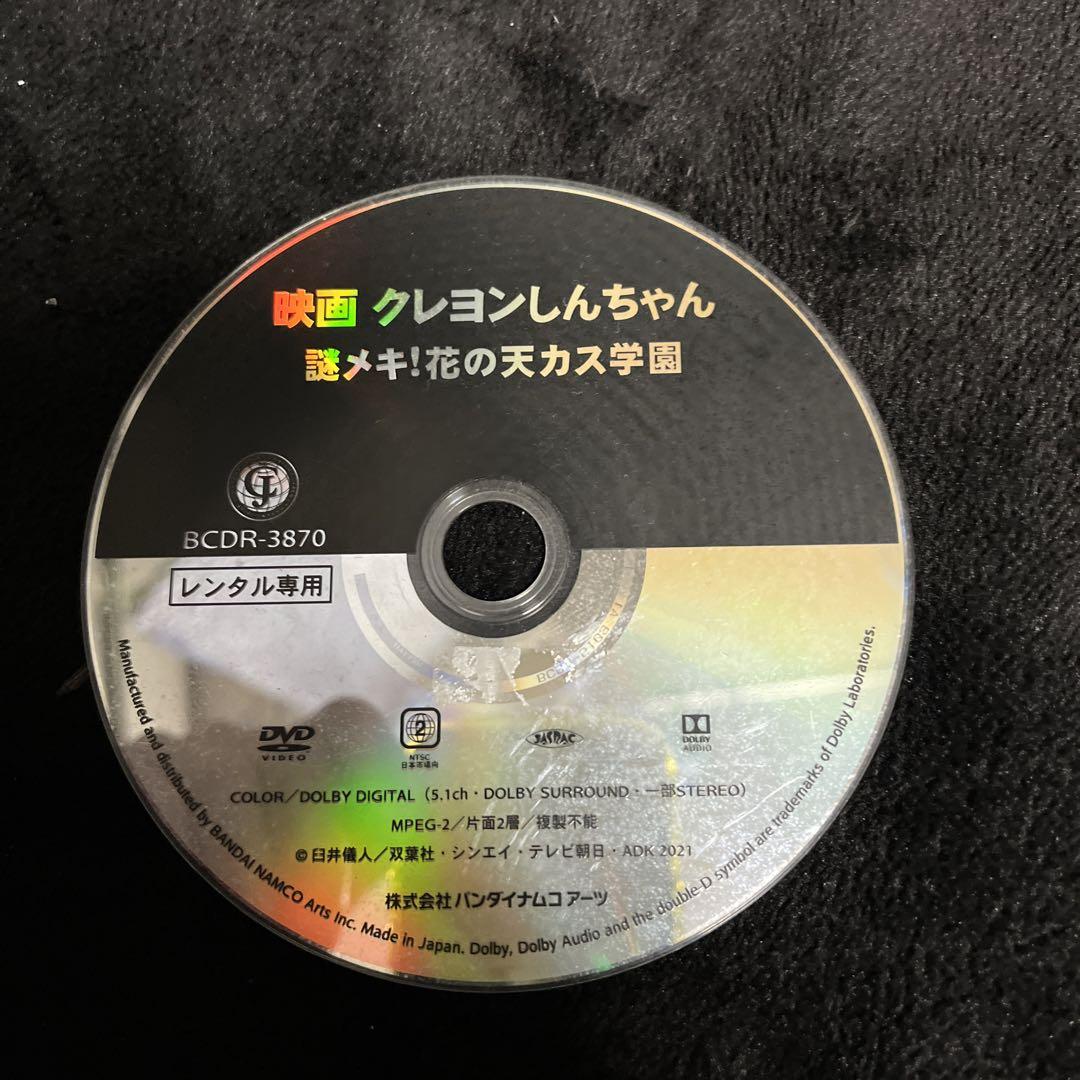 映画 クレヨンしんちゃん
謎メキ!花の天カス学園
BCDR-3870
レンタル専用
DVD
VIDEO
2
NTSC
日本市場向
JASRAC
DOLBY
AUDIO
COLOR/DOLBY DIGITAL(5.1ch・DOLBY SURROUND・一部STEREO)
MPEG-2/片面2層/複製不能
©臼井儀人/双葉社・シンエイ・テレビ朝日・ADK 2021
株式会社 バンダイナムコ アーツ
Manufactured and distributed by BANDAI NAMCO Arts Inc. Made in Japan. Dolby, Dolby Audio and the double-D symbol are trademarks of Dolby Laboratories.